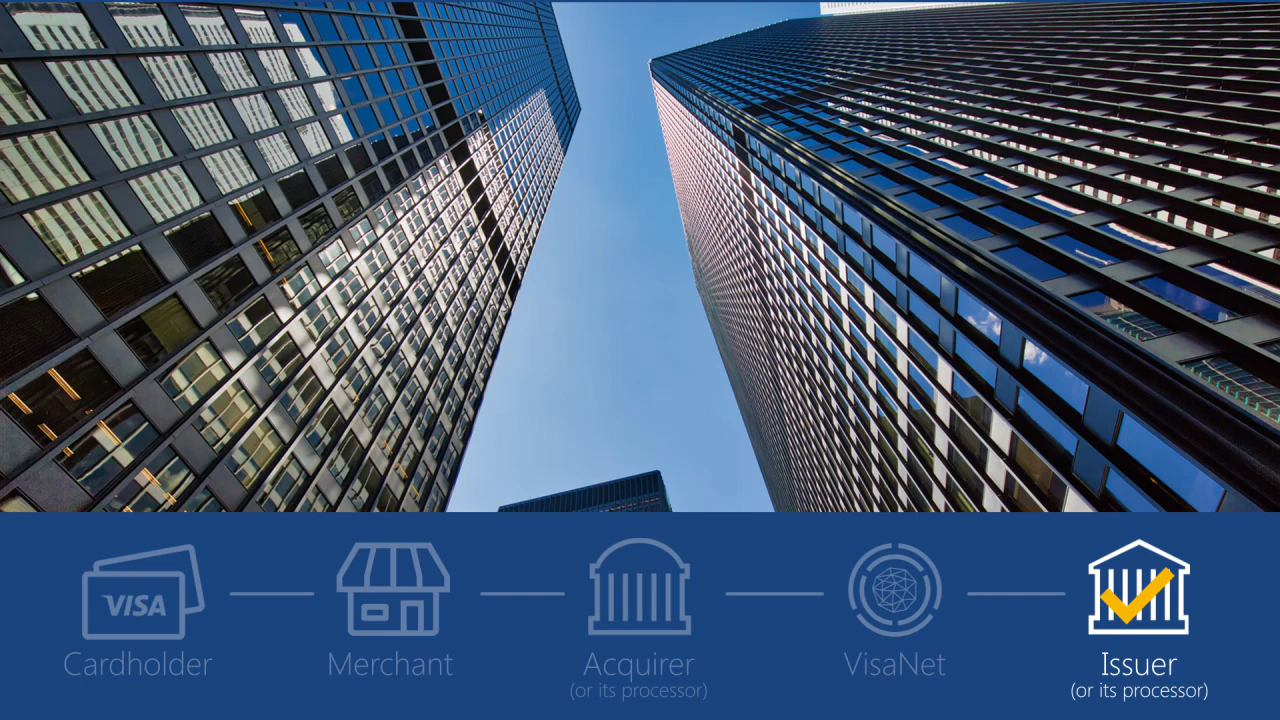 VISA
Cardholder
Merchant
Acquirer
(or its processor)
VisaNet
Issuer
(or its processor)